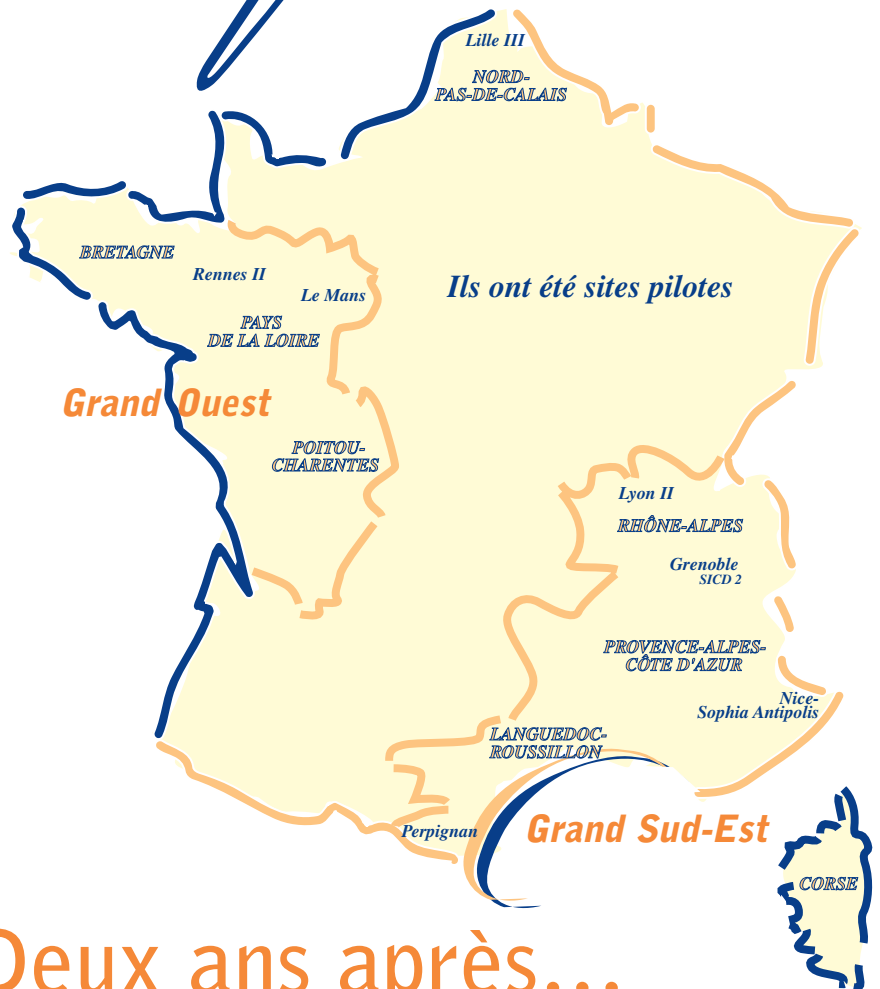 Lille III
NORD-
PAS-DE-CALAIS
BRETAGNE
Rennes II
Le Mans
Ils ont été sites pilotes
PAYS
DE LA LOIRE
Grand Ouest
POITOU-
CHARENTES
Lyon II
RHÔNE-ALPES
Grenoble
SICD 2
PROVENCE-ALPES-
CÔTE D'AZUR
Nice-
Sophia Antipolis
LANGUEDOC-
ROUSSILLON
Perpignan
Grand Sud-Est
CORSE
Deux ans après...